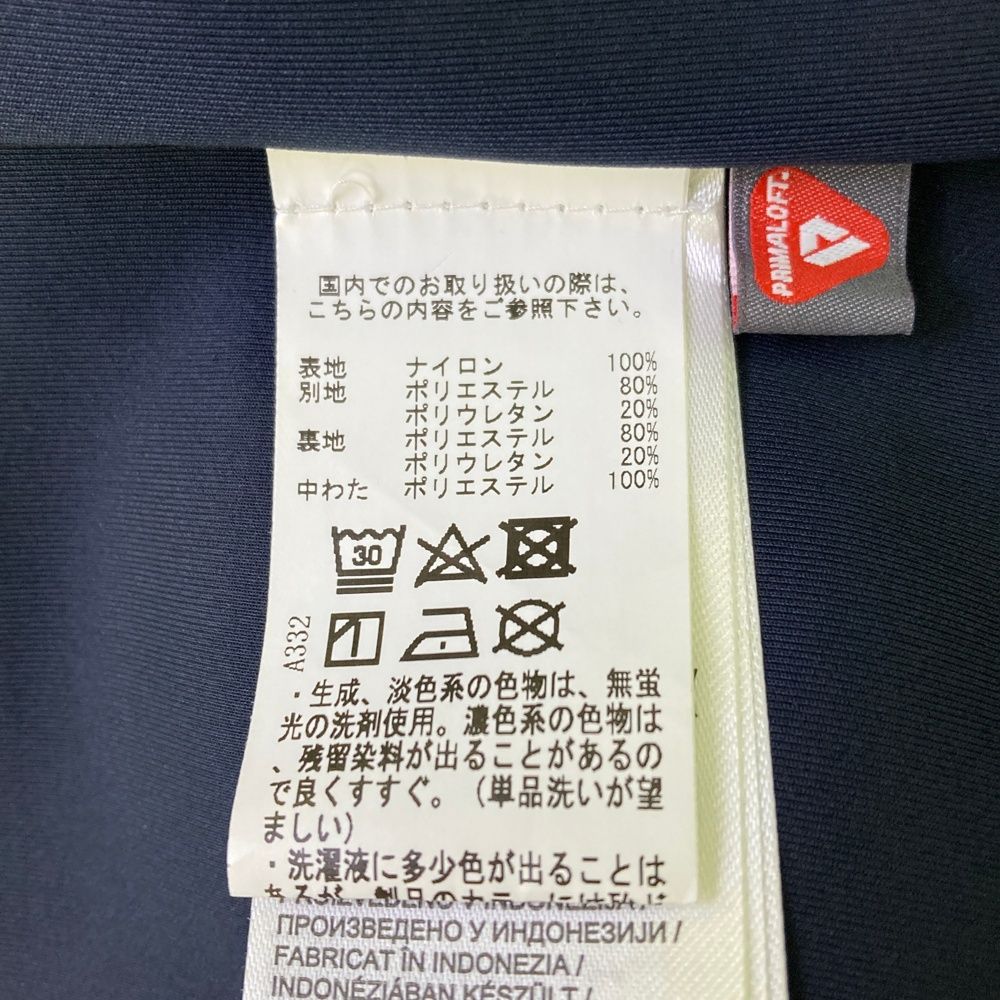 国内でのお取り扱いの際は、
こちらの内容をご参照下さい。
表地 ナイロン 100%
別地 ポリエステル 80%
ポリウレタン 20%
裏地 ポリエステル 80%
ポリウレタン 20%
中わた ポリエステル 100%
30
A332
・生成、淡色系の色物は、無蛍
光の洗剤使用。濃色系の色物は
、残留染料が出ることがあるの
で良くすすぐ。（単品洗いが望
ましい）
・洗濯液に多少色が出ることは
ПРОИЗВЕДЕНО У ИНДОНЕЗИЈИ /
FABRICAT ÎN INDONEZIA /
INDONÉZIÁBAN KÉSZÜLT /
PRIMALOFT